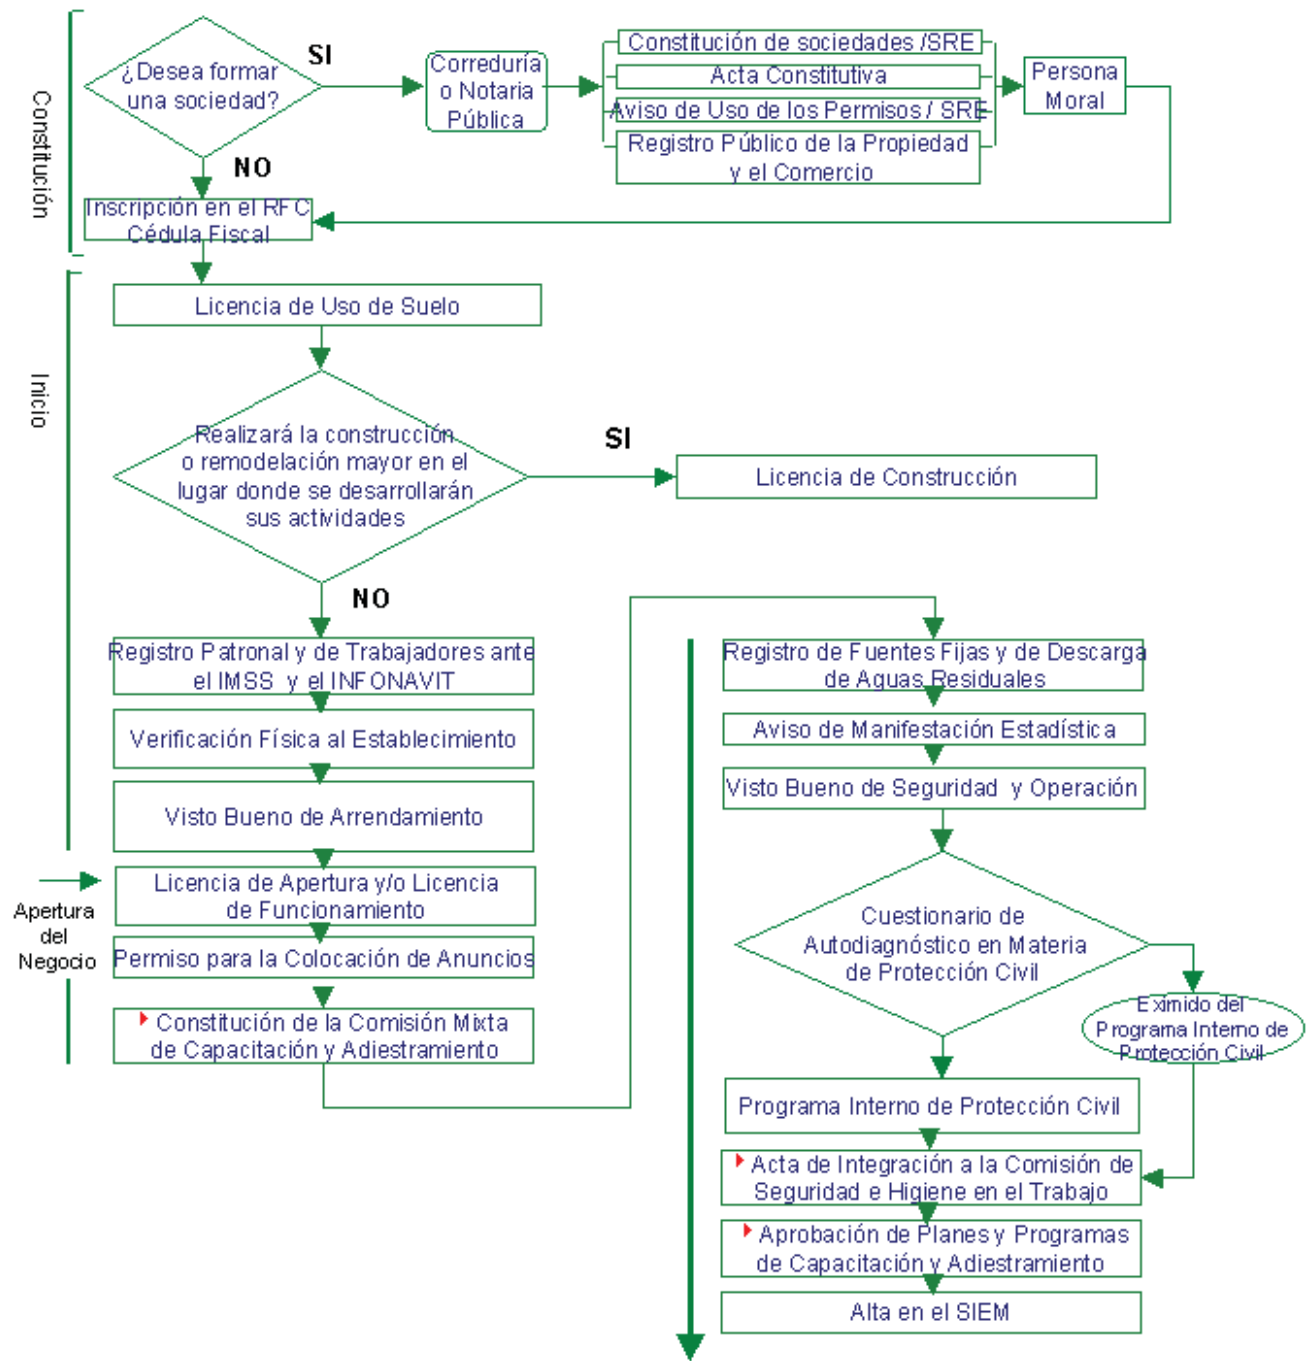 ¿Desea formar
una sociedad?
SI
Correduría
o Notaria
Pública
Constitución de sociedades /SRE
Acta Constitutiva
Aviso de Uso de los Permisos / SRE
Registro Público de la Propiedad
y el Comercio
Persona
Moral
Constitución
NO
Inscripción en el RFC
Cédula Fiscal
Inicio
Licencia de Uso de Suelo
Realizará la construcción
o remodelación mayor en el
lugar donde se desarrollarán
sus actividades
SI
Licencia de Construcción
NO
Registro Patronal y de Trabajadores ante
el IMSS y el INFONAVIT
Verificación Física al Establecimiento
Visto Bueno de Arrendamiento
Apertura
del
Negocio
Licencia de Apertura y/o Licencia
de Funcionamiento
Permiso para la Colocación de Anuncios
Constitución de la Comisión Mixta
de Capacitación y Adiestramiento
Registro de Fuentes Fijas y de Descarga
de Aguas Residuales
Aviso de Manifestación Estadística
Visto Bueno de Seguridad y Operación
Cuestionario de
Autodiagnóstico en Materia
de Protección Civil
Eximido del
Programa Interno de
Protección Civil
Programa Interno de Protección Civil
Acta de Integración a la Comisión de
Seguridad e Higiene en el Trabajo
Aprobación de Planes y Programas
de Capacitación y Adiestramiento
Alta en el SIEM